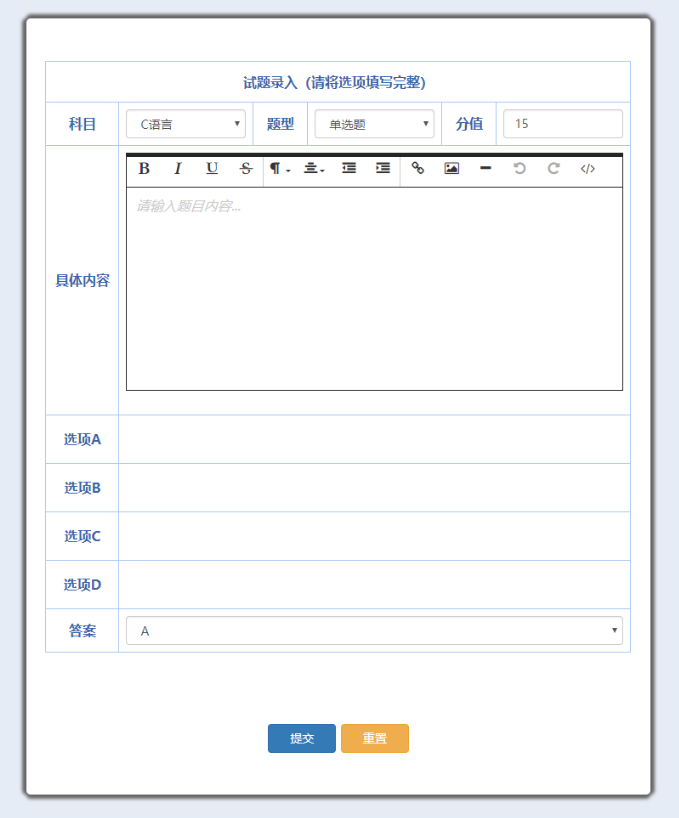 试题录入（请将选项填写完整）
科目 C语言 题型 单选题 分值 15
B I U S ¶ </>
请输入题目内容...
具体内容
选项A
选项B
选项C
选项D
答案 A
提交 重置